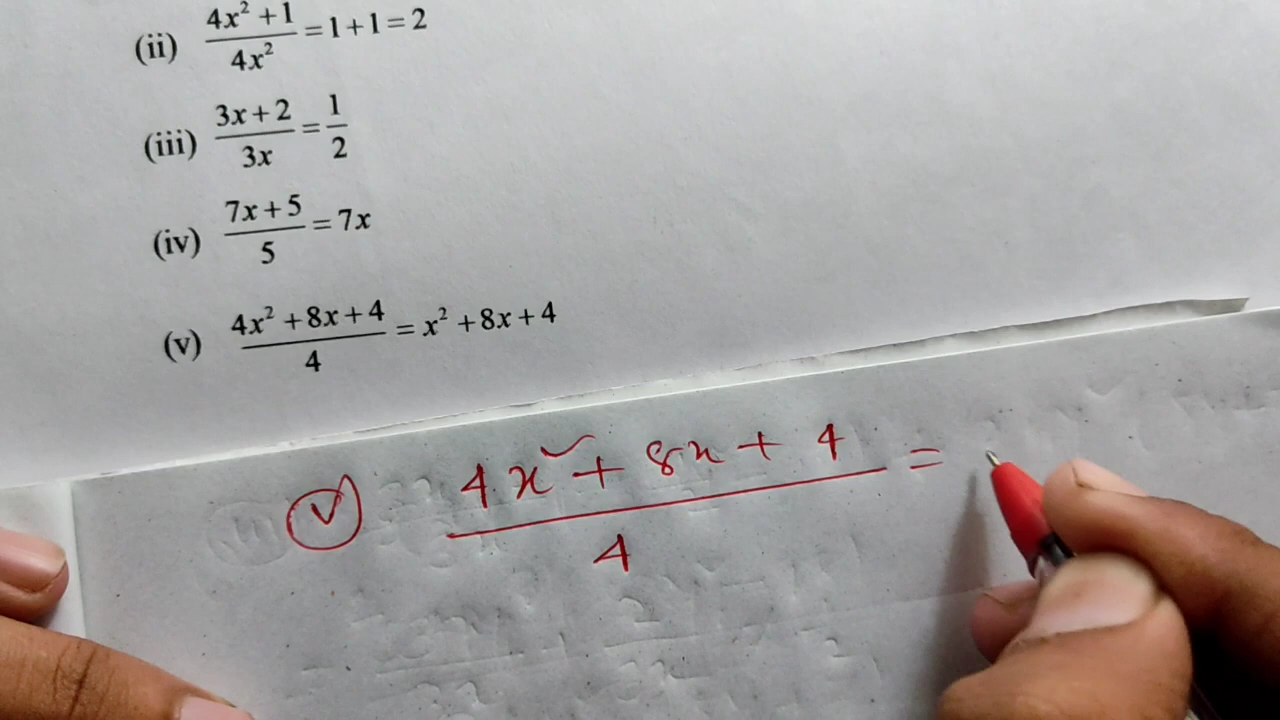 (ii) (4x² + 1)/(4x²) = 1 + 1 = 2
(iii) (3x + 2)/(3x) = 1/2
(iv) (7x + 5)/5 = 7x
(v) (4x² + 8x + 4)/4 = x² + 8x + 4
(v) (4x² + 8x + 4)/4 =